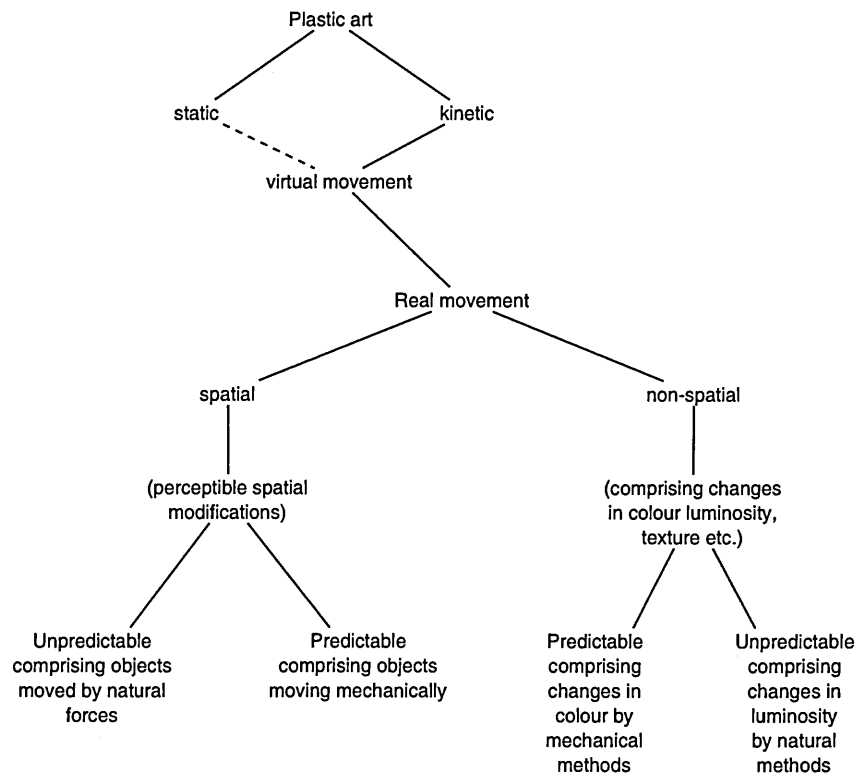 Plastic art
static
kinetic
virtual movement
Real movement
spatial
non-spatial
(perceptible spatial
modifications)
(comprising changes
in colour luminosity,
texture etc.)
Unpredictable
comprising objects
moved by natural
forces
Predictable
comprising objects
moving mechanically
Predictable
comprising
changes in
colour by
mechanical
methods
Unpredictable
comprising
changes in
luminosity
by natural
methods